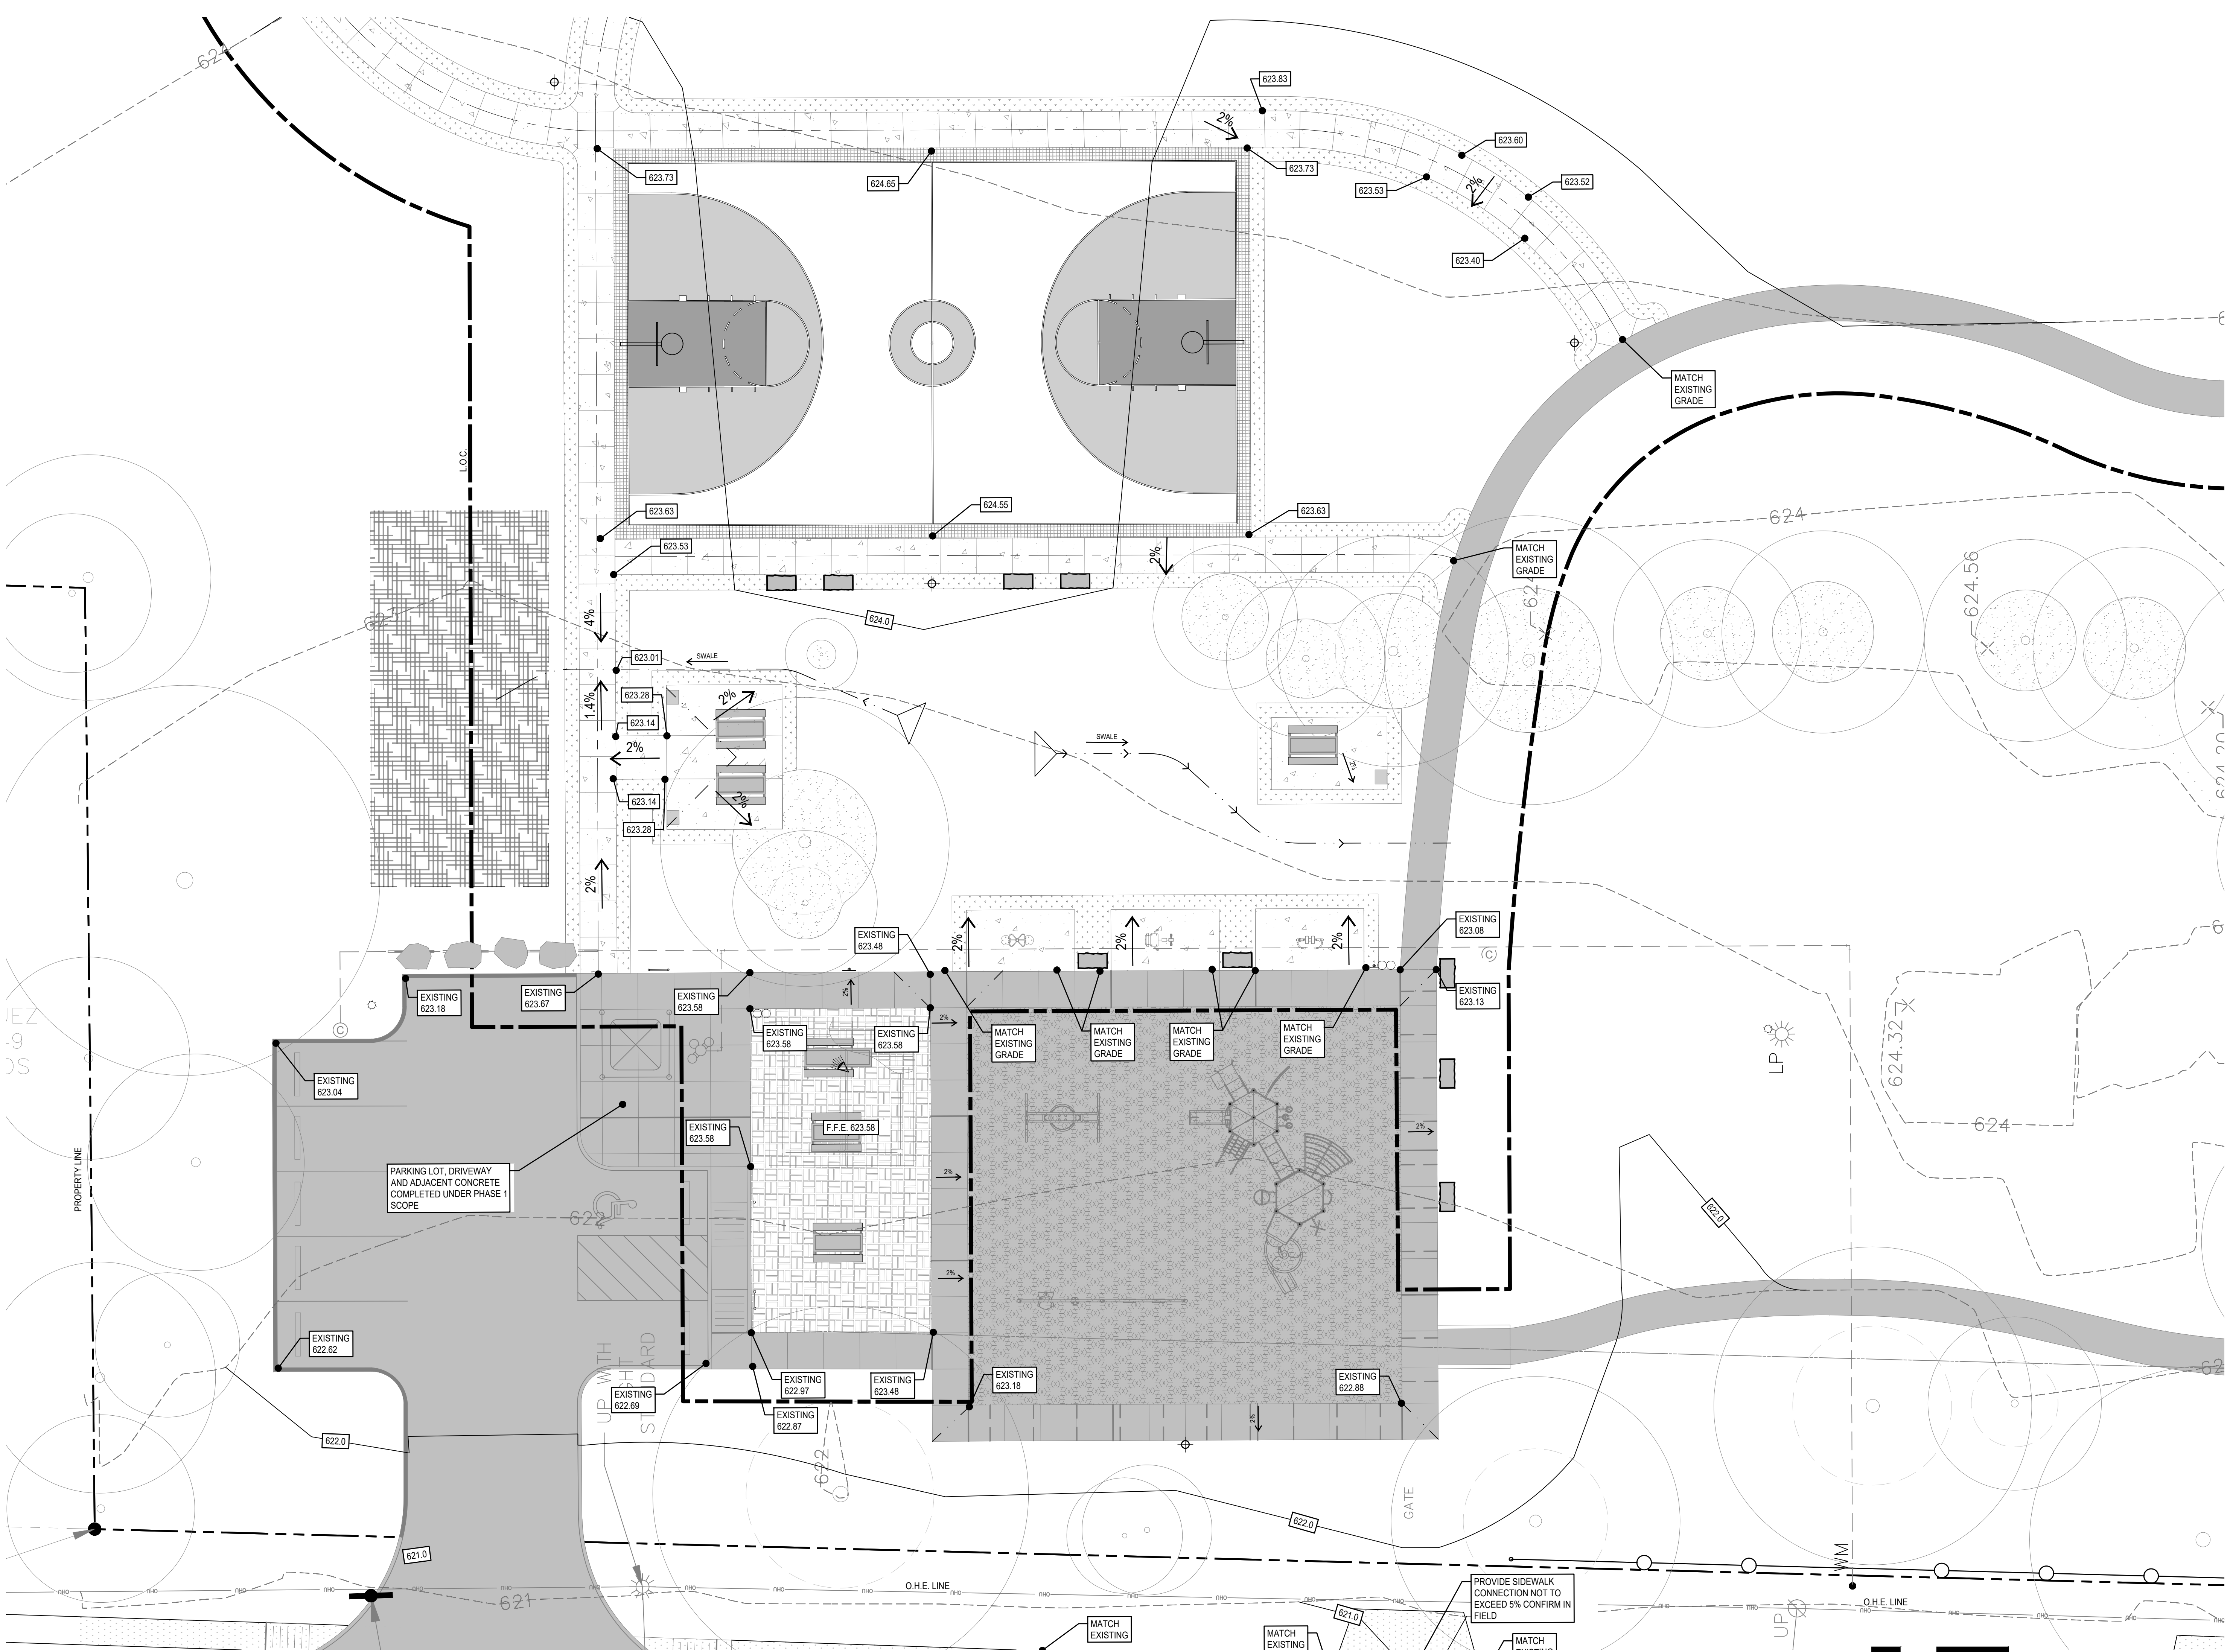 623.83
2%
623.60
623.73
624.65
623.73
623.53
2%
623.52
623.40
MATCH
EXISTING
GRADE
L.O.C.
623.63
624.55
623.63
624
623.53
2%
MATCH
EXISTING
GRADE
624.56
4%
624.0
623.01
SWALE
623.28
2%
1.4%
623.14
2%
SWALE
2%
623.14
2%
623.28
624.20
2%
EXISTING
623.48
2%
2%
2%
EXISTING
623.08
(C)
EXISTING
623.18
EXISTING
623.67
EXISTING
623.58
2%
EXISTING
623.13
C
EXISTING
623.58
EXISTING
623.58
2%
MATCH
EXISTING
GRADE
MATCH
EXISTING
GRADE
MATCH
EXISTING
GRADE
MATCH
EXISTING
GRADE
LP
624.32
EXISTING
623.04
EXISTING
623.58
F.F.E. 623.58
2%
624
PROPERTY LINE
PARKING LOT, DRIVEWAY
AND ADJACENT CONCRETE
COMPLETED UNDER PHASE 1
SCOPE
2%
622
622.0
2%
EXISTING
622.62
EXISTING
622.69
EXISTING
622.97
EXISTING
623.48
EXISTING
623.18
EXISTING
622.88
EXISTING
622.87
2%
622.0
622
GATE
622.0
621.0
WM
OHU
O.H.E. LINE
621
621.0
PROVIDE SIDEWALK
CONNECTION NOT TO
EXCEED 5% CONFIRM IN
FIELD
O.H.E. LINE
UP
MATCH
EXISTING
MATCH
EXISTING
MATCH